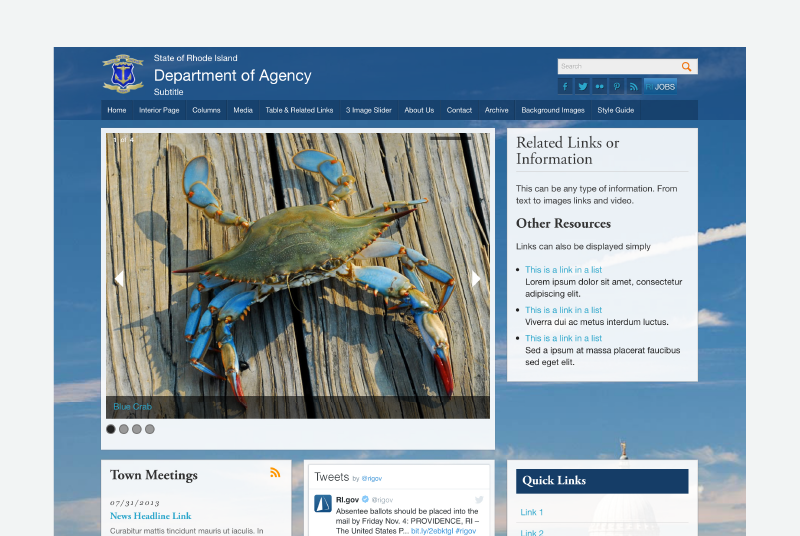 State of Rhode Island
Department of Agency
Subtitle
Search
JOBS
Home Interior Page Columns Media Table & Related Links 3 Image Slider About Us Contact Archive Background Images Style Guide
1 of 4
Blue Crab
Related Links or
Information
This can be any type of information. From
text to images links and video.
Other Resources
Links can also be displayed simply
This is a link in a list
Lorem ipsum dolor sit amet, consectetur
adipiscing elit.
This is a link in a list
Viverra dui ac metus interdum luctus.
This is a link in a list
Sed a ipsum at massa placerat faucibus
sed eget elit.
Town Meetings
07/31/2013
News Headline Link
Curabitur mattis tincidunt mauris ut iaculis. In
Tweets by @rigov
RI.gov @rigov
Absentee ballots should be placed into the
mail by Friday Nov. 4: PROVIDENCE, RI –
The United States P... bit.ly/2ebktgI #rigov
Quick Links
Link 1
Link 2